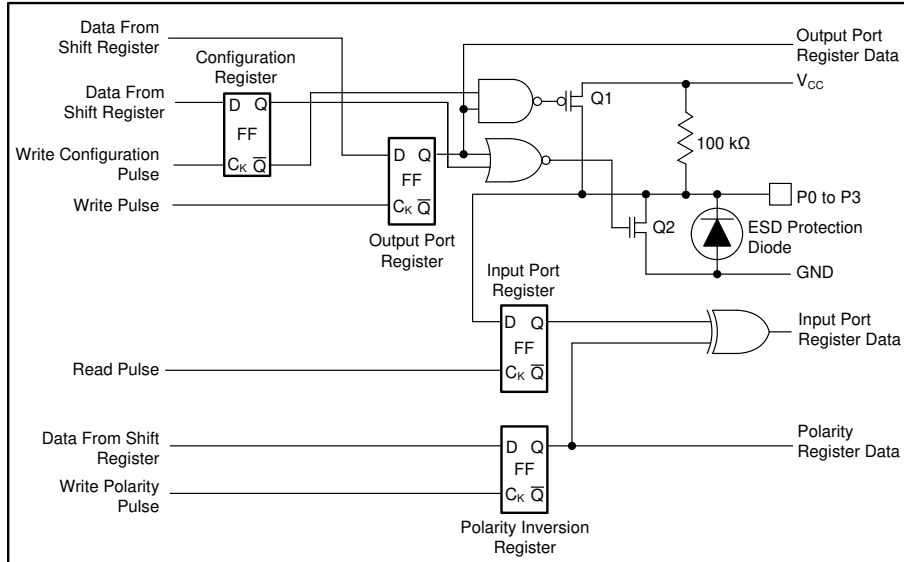 Data From
Shift Register
Configuration
Register
Data From
Shift Register
D Q
FF
CK Q̅
Write Configuration
Pulse
Write Pulse
D Q
FF
CK Q̅
Output Port
Register
Output Port
Register Data
VCC
Q1
100 kΩ
P0 to P3
Q2
ESD Protection
Diode
GND
Input Port
Register
D Q
FF
CK Q̅
Read Pulse
Input Port
Register Data
Data From Shift
Register
Write Polarity
Pulse
D Q
FF
CK Q̅
Polarity Inversion
Register
Polarity
Register Data